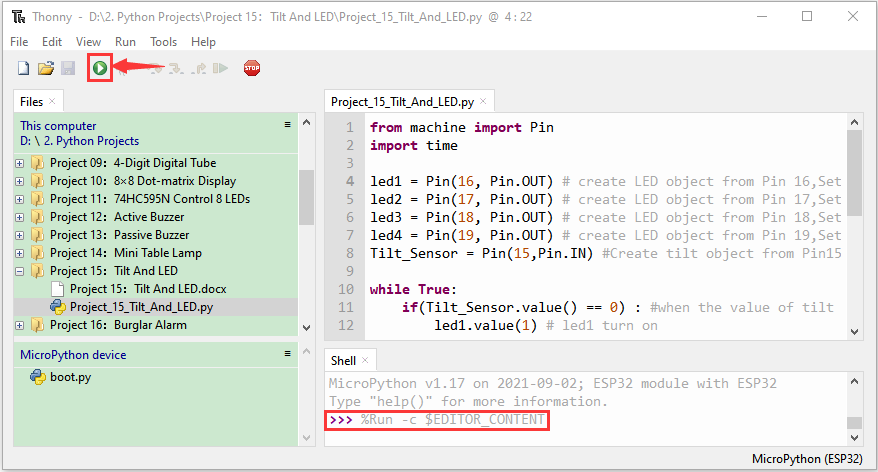 Thonny - D:\2. Python Projects\Project 15：Tilt And LED\Project_15_Tilt_And_LED.py @ 4 : 22
File Edit View Run Tools Help
STOP
Files ×
This computer
D: \ 2. Python Projects
Project 09：4-Digit Digital Tube
Project 10：8×8 Dot-matrix Display
Project 11：74HC595N Control 8 LEDs
Project 12：Active Buzzer
Project 13：Passive Buzzer
Project 14：Mini Table Lamp
Project 15：Tilt And LED
Project 15：Tilt And LED.docx
Project_15_Tilt_And_LED.py
Project 16：Burglar Alarm
MicroPython device
boot.py
Project_15_Tilt_And_LED.py ×
1 from machine import Pin
2 import time
3
4 led1 = Pin(16, Pin.OUT) # create LED object from Pin 16,Set
5 led2 = Pin(17, Pin.OUT) # create LED object from Pin 17,Set
6 led3 = Pin(18, Pin.OUT) # create LED object from Pin 18,Set
7 led4 = Pin(19, Pin.OUT) # create LED object from Pin 19,Set
8 Tilt_Sensor = Pin(15,Pin.IN) #Create tilt object from Pin15
9
10 while True:
11 if(Tilt_Sensor.value() == 0) : #when the value of tilt
12 led1.value(1) # led1 turn on
Shell ×
MicroPython v1.17 on 2021-09-02; ESP32 module with ESP32
Type "help()" for more information.
>>> %Run -c $EDITOR_CONTENT
MicroPython (ESP32)